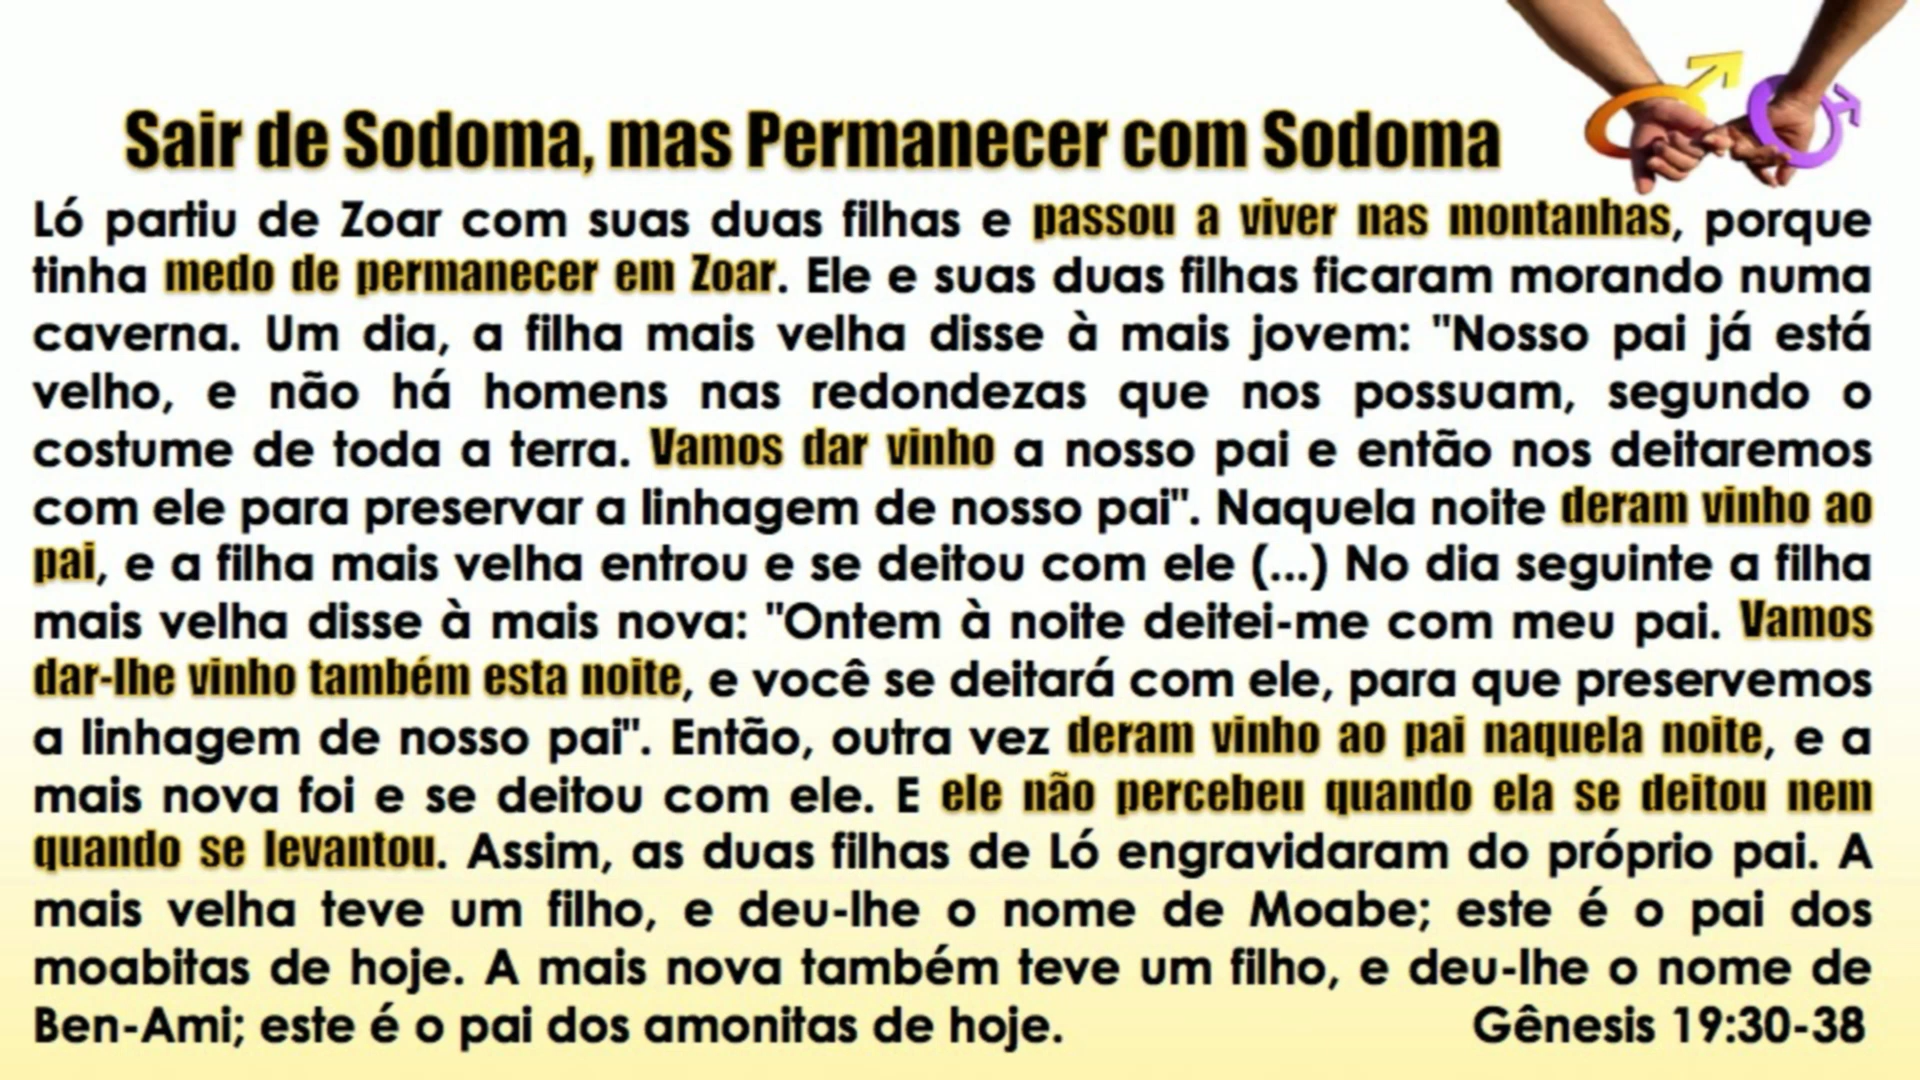 Sair de Sodoma, mas Permanecer com Sodoma
Ló partiu de Zoar com suas duas filhas e passou a viver nas montanhas, porque
tinha medo de permanecer em Zoar. Ele e suas duas filhas ficaram morando numa
caverna. Um dia, a filha mais velha disse à mais jovem: "Nosso pai já está
velho, e não há homens nas redondezas que nos possuam, segundo o
costume de toda a terra. Vamos dar vinho a nosso pai e então nos deitaremos
com ele para preservar a linhagem de nosso pai". Naquela noite deram vinho ao
pai, e a filha mais velha entrou e se deitou com ele (...) No dia seguinte a filha
mais velha disse à mais nova: "Ontem à noite deitei-me com meu pai. Vamos
dar-lhe vinho também esta noite, e você se deitará com ele, para que preservemos
a linhagem de nosso pai". Então, outra vez deram vinho ao pai naquela noite, e a
mais nova foi e se deitou com ele. E ele não percebeu quando ela se deitou nem
quando se levantou. Assim, as duas filhas de Ló engravidaram do próprio pai. A
mais velha teve um filho, e deu-lhe o nome de Moabe; este é o pai dos
moabitas de hoje. A mais nova também teve um filho, e deu-lhe o nome de
Ben-Ami; este é o pai dos amonitas de hoje. Gênesis 19:30-38